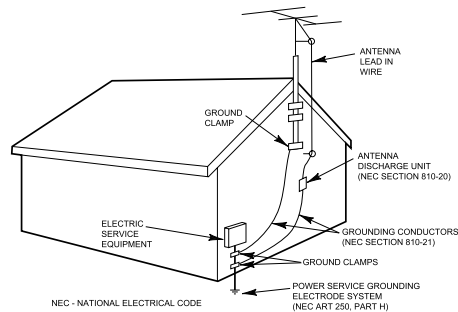 ANTENNA
LEAD IN
WIRE
GROUND
CLAMP
ANTENNA
DISCHARGE UNIT
(NEC SECTION 810-20)
ELECTRIC
SERVICE
EQUIPMENT
GROUNDING CONDUCTORS
(NEC SECTION 810-21)
GROUND CLAMPS
POWER SERVICE GROUNDING
ELECTRODE SYSTEM
(NEC ART 250, PART H)
NEC - NATIONAL ELECTRICAL CODE